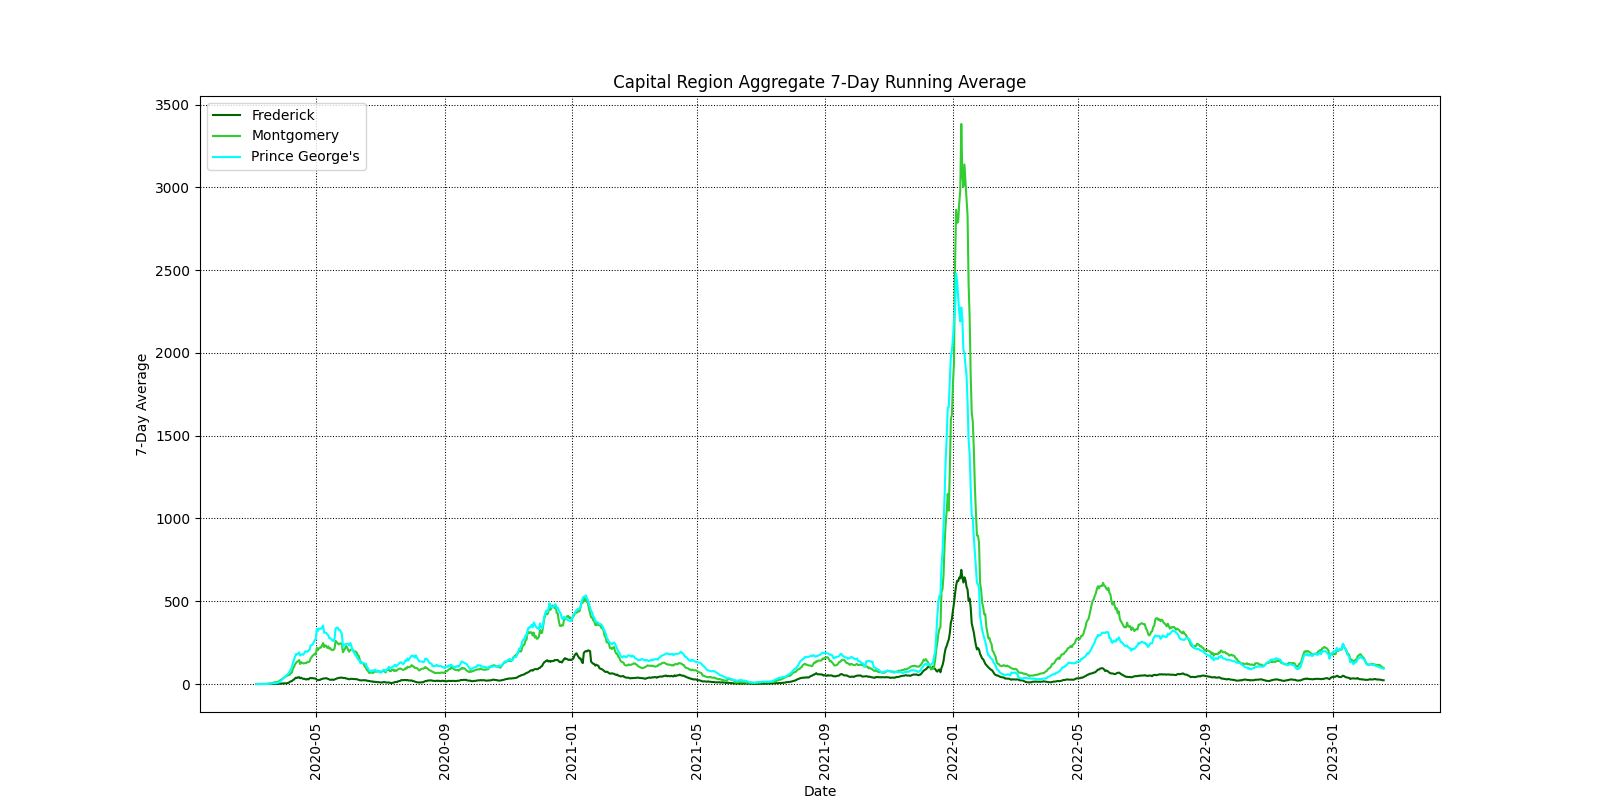 Capital Region Aggregate 7-Day Running Average
Frederick
Montgomery
Prince George's
3500
3000
2500
2000
1500
1000
500
0
7-Day Average
2020-05
2020-09
2021-01
2021-05
2021-09
2022-01
2022-05
2022-09
2023-01
Date